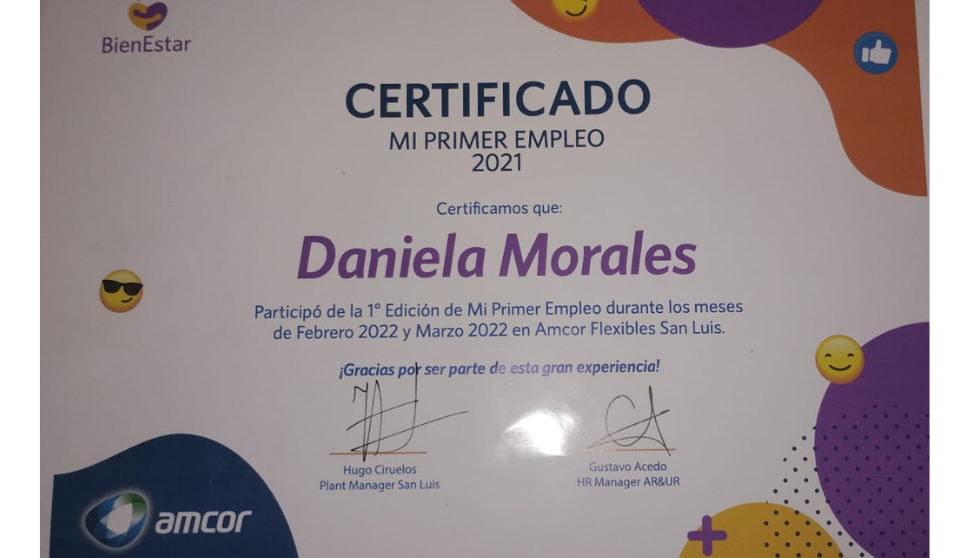 BienEstar
CERTIFICADO
MI PRIMER EMPLEO
2021
Certificamos que:
Daniela Morales
Participó de la 1° Edición de Mi Primer Empleo durante los meses
de Febrero 2022 y Marzo 2022 en Amcor Flexibles San Luis.
¡Gracias por ser parte de esta gran experiencia!
Hugo Ciruelos
Plant Manager San Luis
Gustavo Acedo
HR Manager AR&UR
amcor